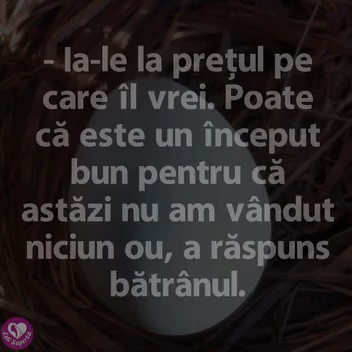 - Ia-le la prețul pe
care îl vrei. Poate
că este un început
bun pentru că
astăzi nu am vândut
niciun ou, a răspuns
bătrânul.